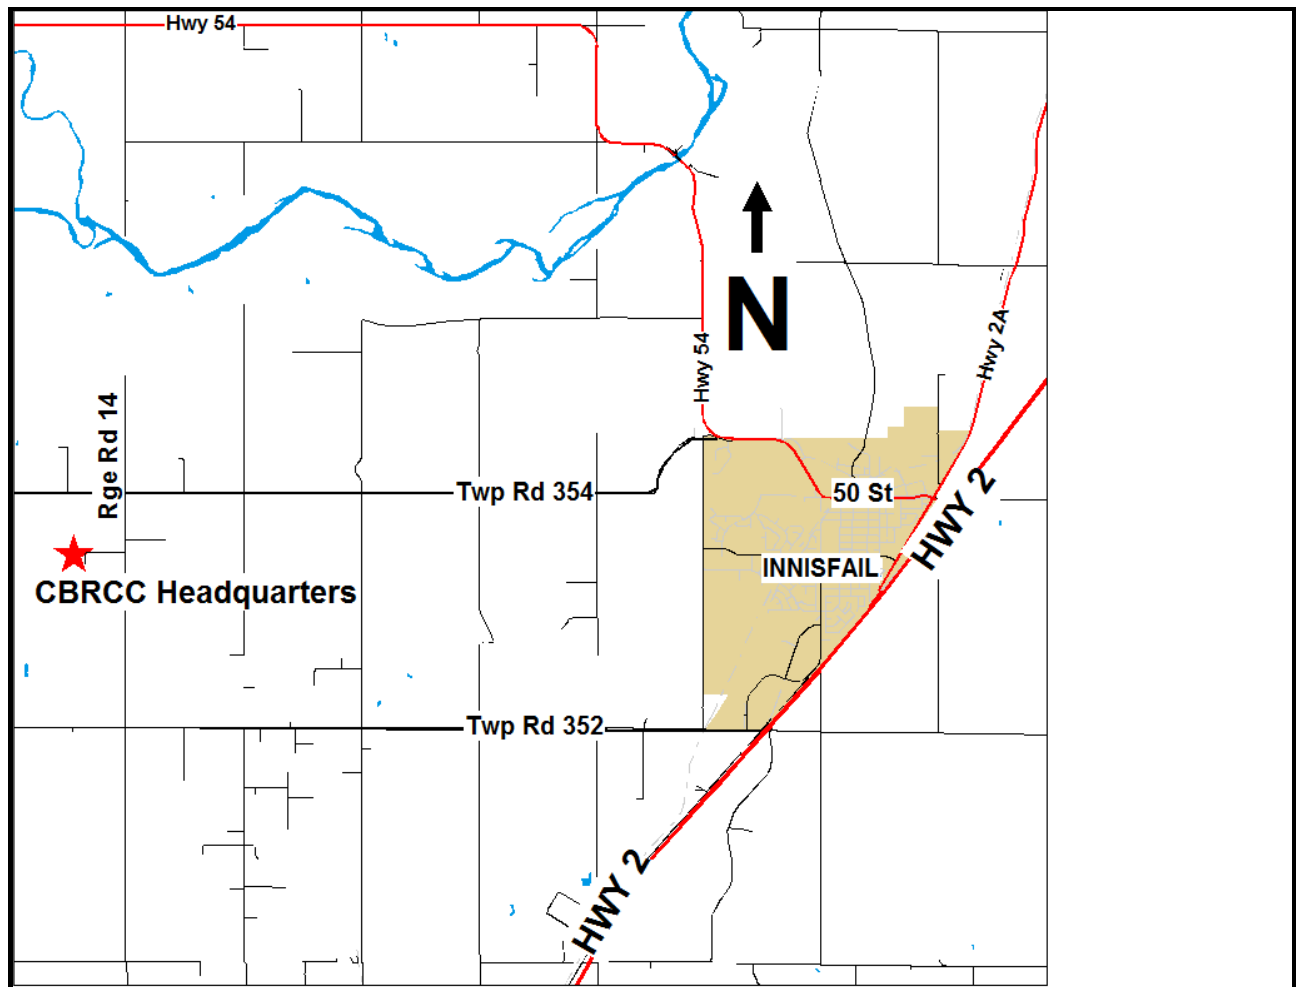 Hwy 54
N
Hwy 54
Hwy 2A
Rge Rd 14
Twp Rd 354
50 St
HWY 2
INNISFAIL
CBRCC Headquarters
Twp Rd 352
HWY 2